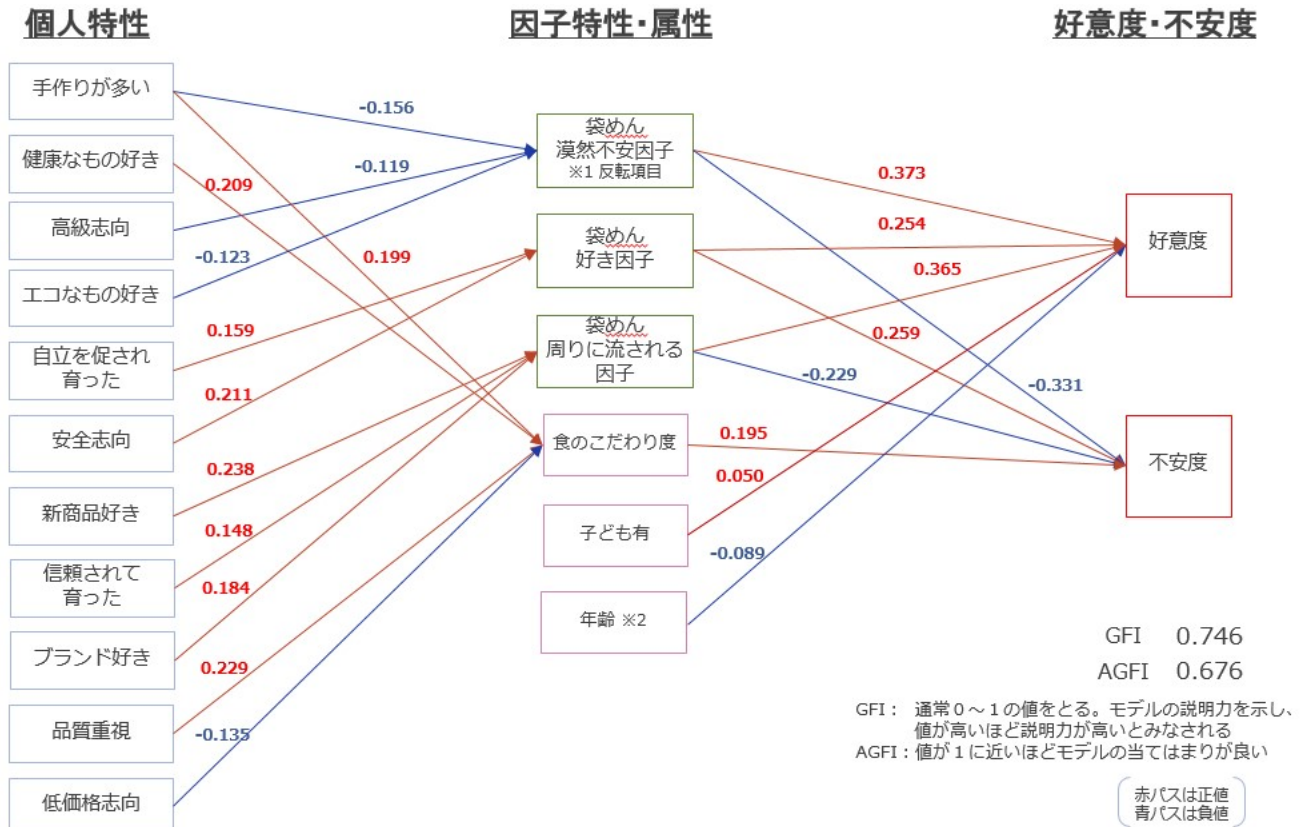 個人特性
因子特性・属性
好意度・不安度
手作りが多い
健康なもの好き
高級志向
エコなもの好き
自立を促され
育った
安全志向
新商品好き
信頼されて
育った
ブランド好き
品質重視
低価格志向
-0.156
-0.119
0.209
-0.123
0.199
0.159
0.211
0.238
0.148
0.184
0.229
-0.135
袋めん
漠然不安因子
※1 反転項目
袋めん
好き因子
袋めん
周りに流される
因子
食のこだわり度
子ども有
年齢 ※2
0.373
0.254
0.365
0.259
-0.229
-0.331
0.195
0.050
-0.089
好意度
不安度
GFI 0.746
AGFI 0.676
GFI： 通常０～１の値をとる。モデルの説明力を示し、
値が高いほど説明力が高いとみなされる
AGFI：値が１に近いほどモデルの当てはまりが良い
赤パスは正値
青パスは負値